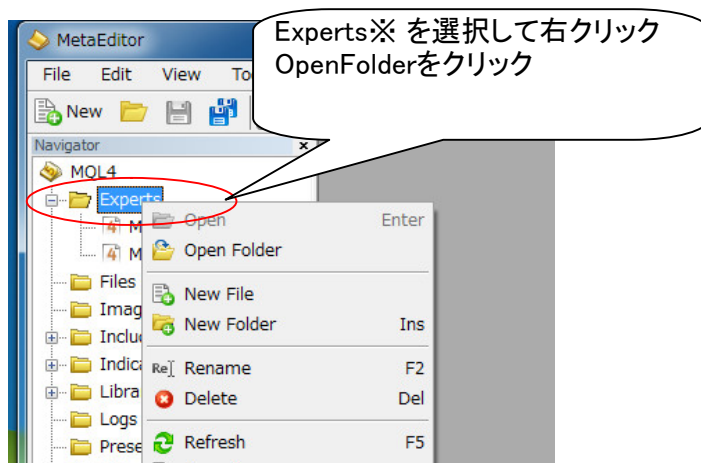 Experts※ を選択して右クリック
OpenFolderをクリック
MetaEditor
File Edit View
New
Navigator
MQL4
Experts
Open Enter
Open Folder
Files
New File
New Folder Ins
Rename F2
Delete Del
Logs
Refresh F5